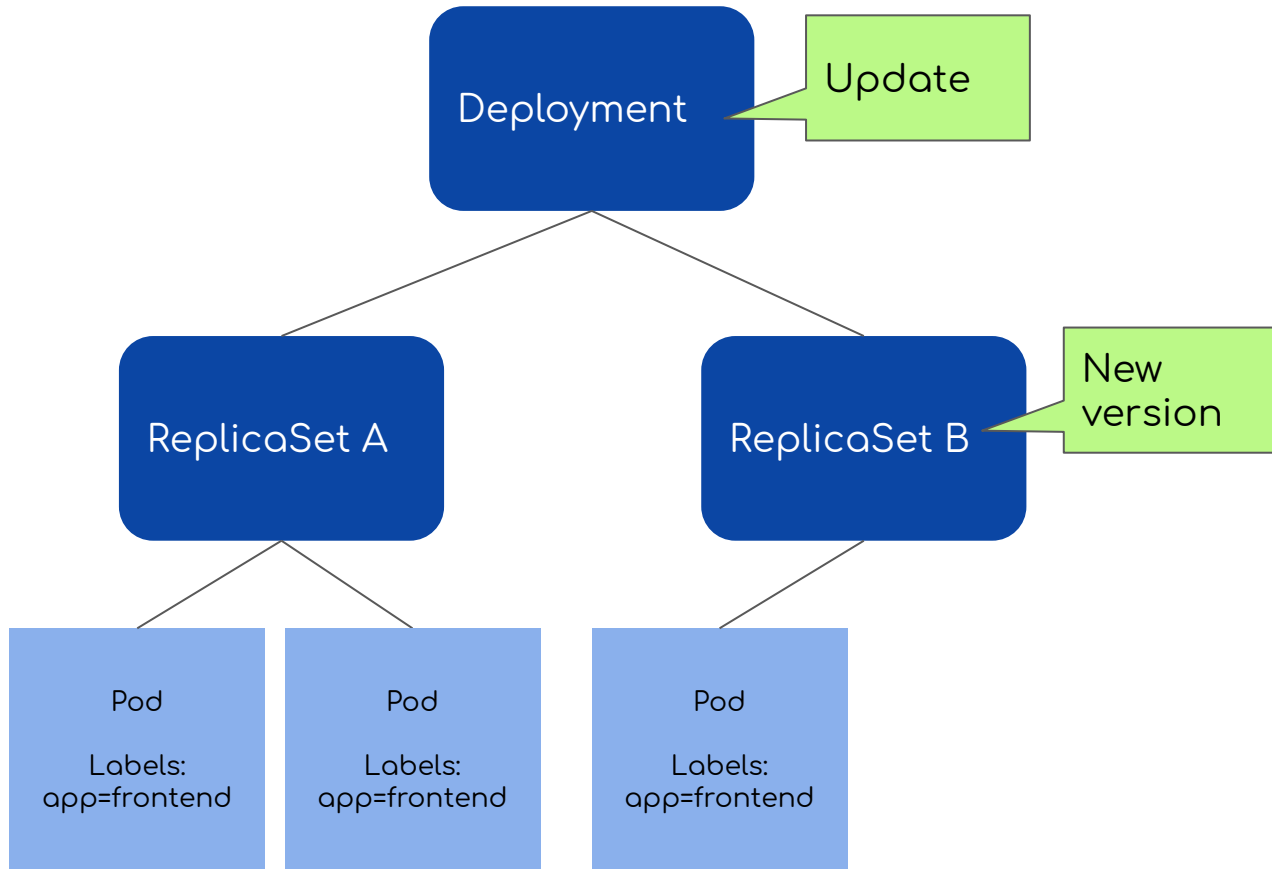 Deployment
Update
ReplicaSet A
ReplicaSet B
New
version
Pod
Labels:
app=frontend
Pod
Labels:
app=frontend
Pod
Labels:
app=frontend